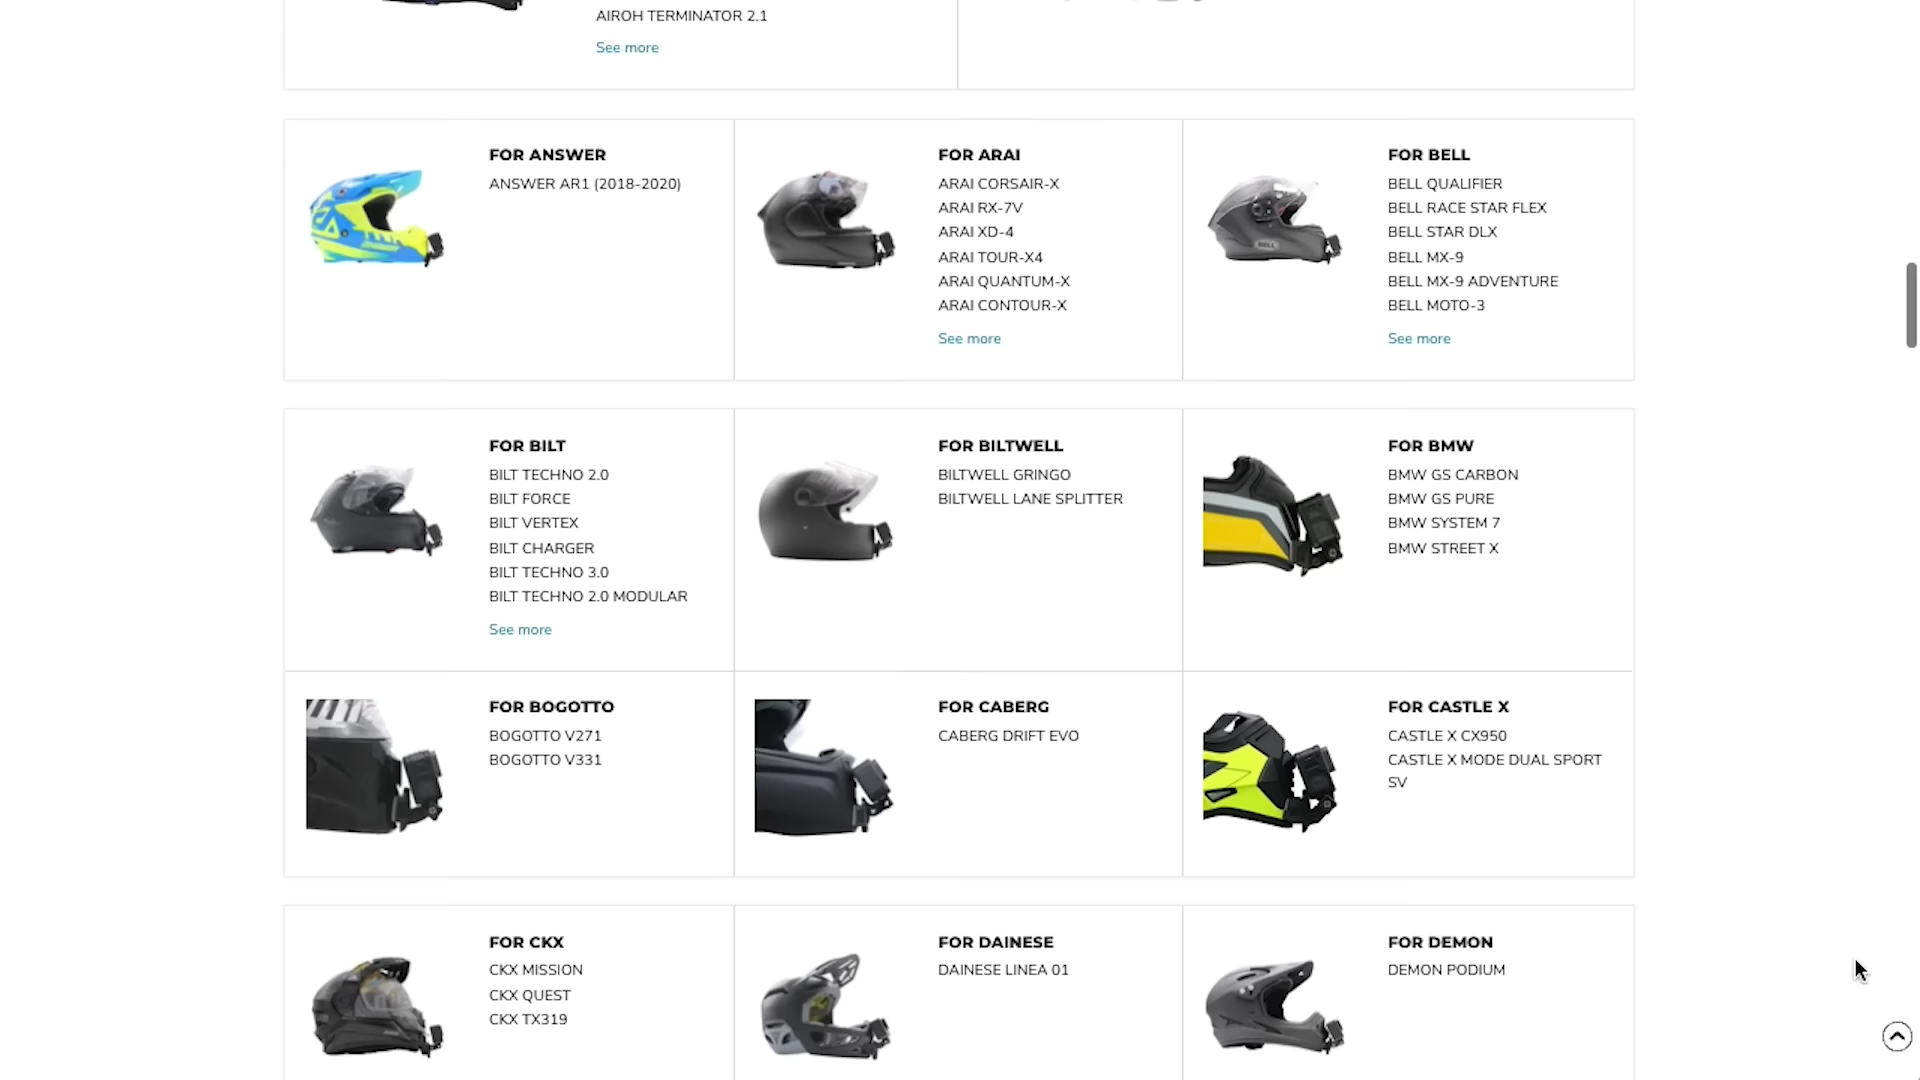 AIROH TERMINATOR 2.1
See more
FOR ANSWER
ANSWER AR1 (2018-2020)
FOR ARAI
ARAI CORSAIR-X
ARAI RX-7V
ARAI XD-4
ARAI TOUR-X4
ARAI QUANTUM-X
ARAI CONTOUR-X
See more
FOR BELL
BELL QUALIFIER
BELL RACE STAR FLEX
BELL STAR DLX
BELL MX-9
BELL MX-9 ADVENTURE
BELL MOTO-3
See more
BELL
FOR BILT
BILT TECHNO 2.0
BILT FORCE
BILT VERTEX
BILT CHARGER
BILT TECHNO 3.0
BILT TECHNO 2.0 MODULAR
See more
FOR BILTWELL
BILTWELL GRINGO
BILTWELL LANE SPLITTER
FOR BMW
BMW GS CARBON
BMW GS PURE
BMW SYSTEM 7
BMW STREET X
FOR BOGOTTO
BOGOTTO V271
BOGOTTO V331
FOR CABERG
CABERG DRIFT EVO
FOR CASTLE X
CASTLE X CX950
CASTLE X MODE DUAL SPORT
SV
FOR CKX
CKX MISSION
CKX QUEST
CKX TX319
FOR DAINESE
DAINESE LINEA 01
FOR DEMON
DEMON PODIUM